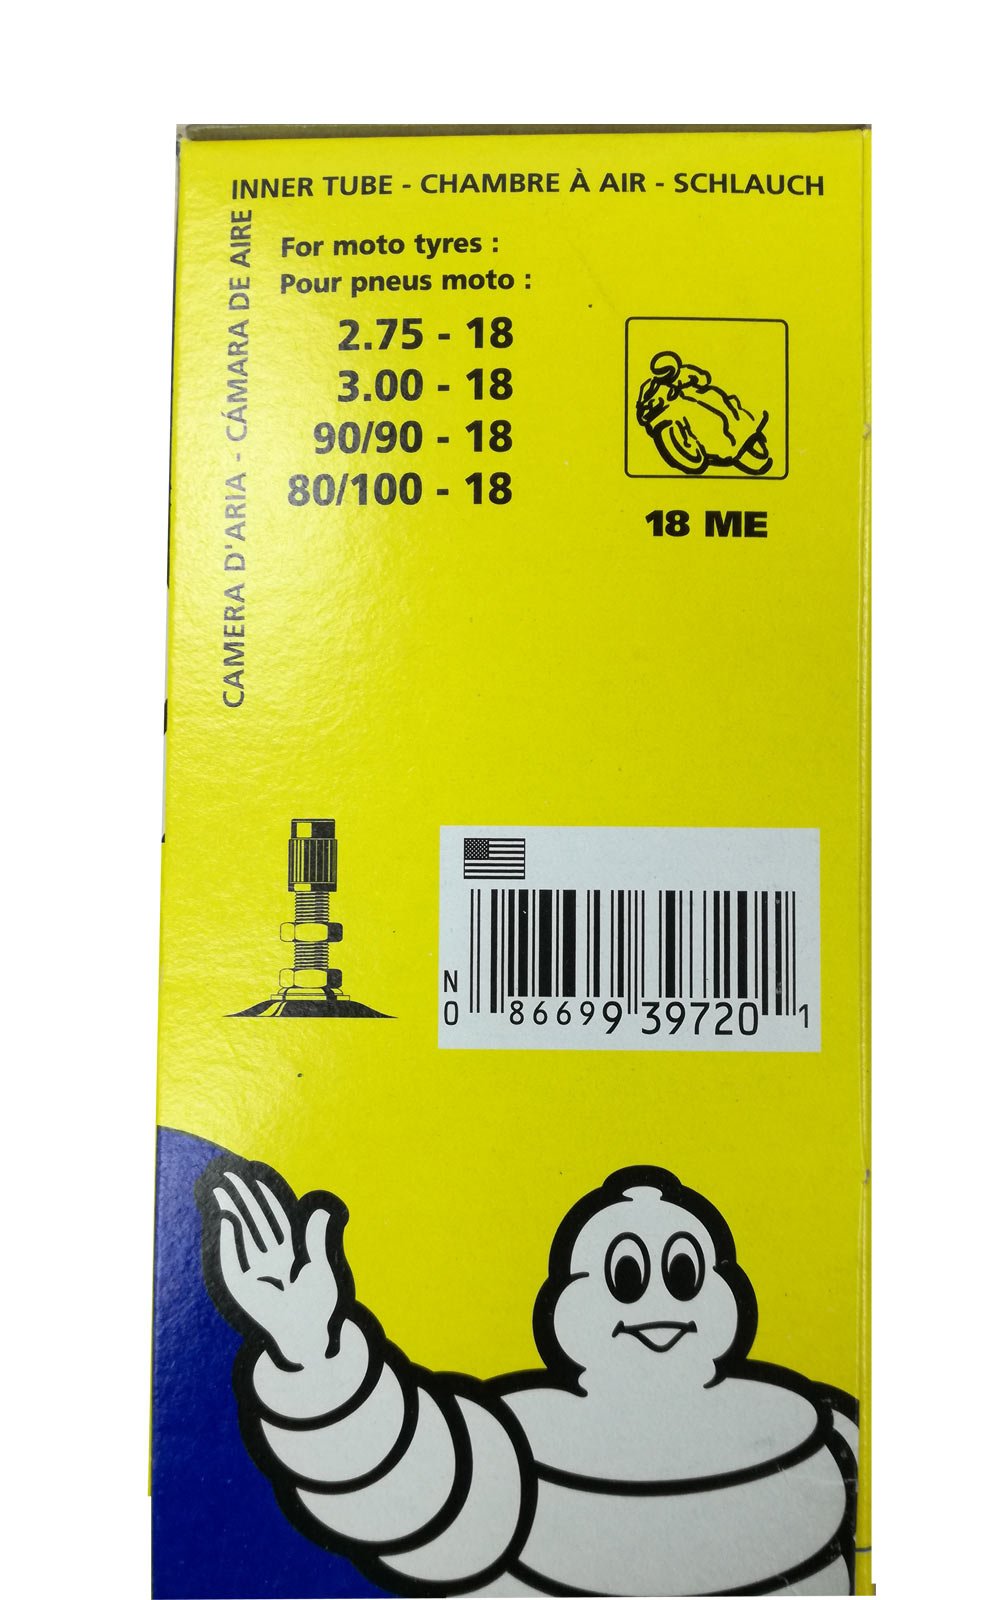 INNER TUBE - CHAMBRE À AIR - SCHLAUCH
CAMERA D'ARIA - CÁMARA DE AIRE
For moto tyres :
Pour pneus moto :
2.75 - 18
3.00 - 18
90/90 - 18
80/100 - 18
18 ME
N
0 86699 39720 1